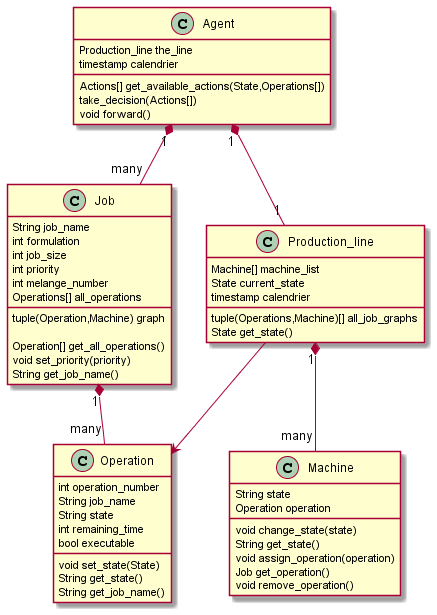 C Agent
Production_line the_line
timestamp calendrier
Actions[] get_available_actions(State,Operations[])
take_decision(Actions[])
void forward()
1 1
many
1
C Job
String job_name
int formulation
int job_size
int priority
int melange_number
Operations[] all_operations
tuple(Operation,Machine) graph
Operation[] get_all_operations()
void set_priority(priority)
String get_job_name()
C Production_line
Machine[] machine_list
State current_state
timestamp calendrier
tuple(Operations,Machine)[] all_job_graphs
State get_state()
1
many
1
many
C Operation
int operation_number
String job_name
String state
int remaining_time
bool executable
void set_state(State)
String get_state()
String get_job_name()
C Machine
String state
Operation operation
void change_state(state)
String get_state()
void assign_operation(operation)
Job get_operation()
void remove_operation()